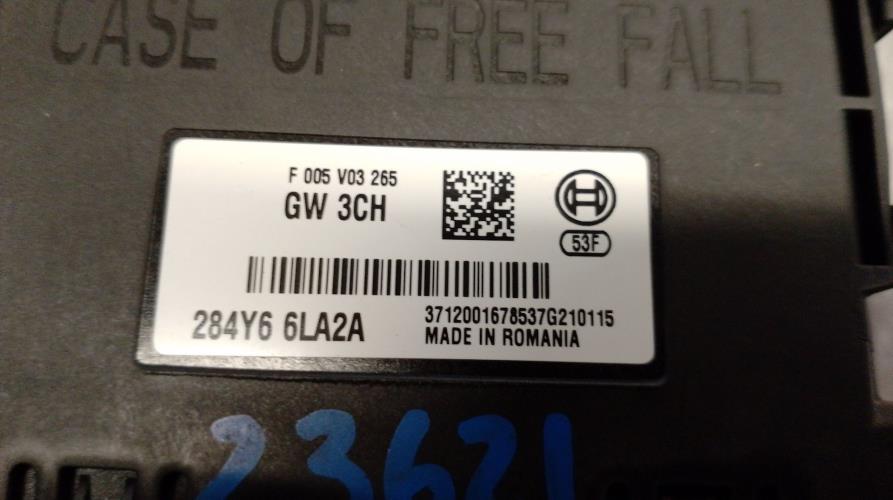 CASE OF FREE FALL
F 005 V03 265
GW 3CH
53F
284Y6 6LA2A
3712001678537G210115
MADE IN ROMANIA
23621